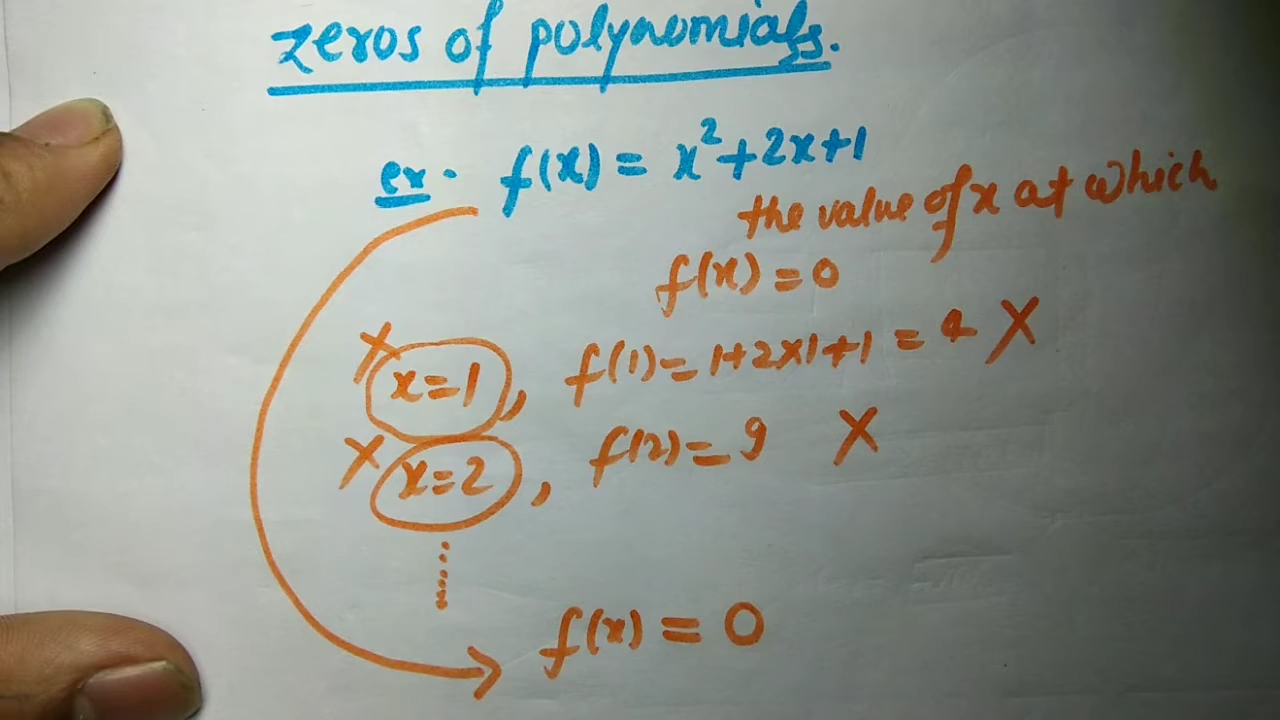 zeros of polynomials.
ex. f(x) = x²+2x+1
the value of x at which
f(x) = 0
X x=1, f(1) = 1+2x1+1 = 4 X
X x=2, f(2) = 9 X
f(x) = 0